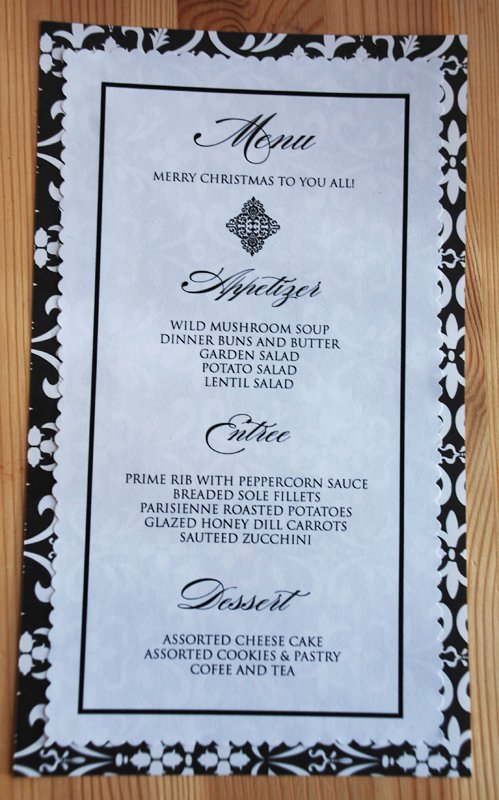 Menu
MERRY CHRISTMAS TO YOU ALL!
Appetizer
WILD MUSHROOM SOUP
DINNER BUNS AND BUTTER
GARDEN SALAD
POTATO SALAD
LENTIL SALAD
Entree
PRIME RIB WITH PEPPERCORN SAUCE
BREADED SOLE FILLETS
PARISIENNE ROASTED POTATOES
GLAZED HONEY DILL CARROTS
SAUTEED ZUCCHINI
Dessert
ASSORTED CHEESE CAKE
ASSORTED COOKIES & PASTRY
COFEE AND TEA